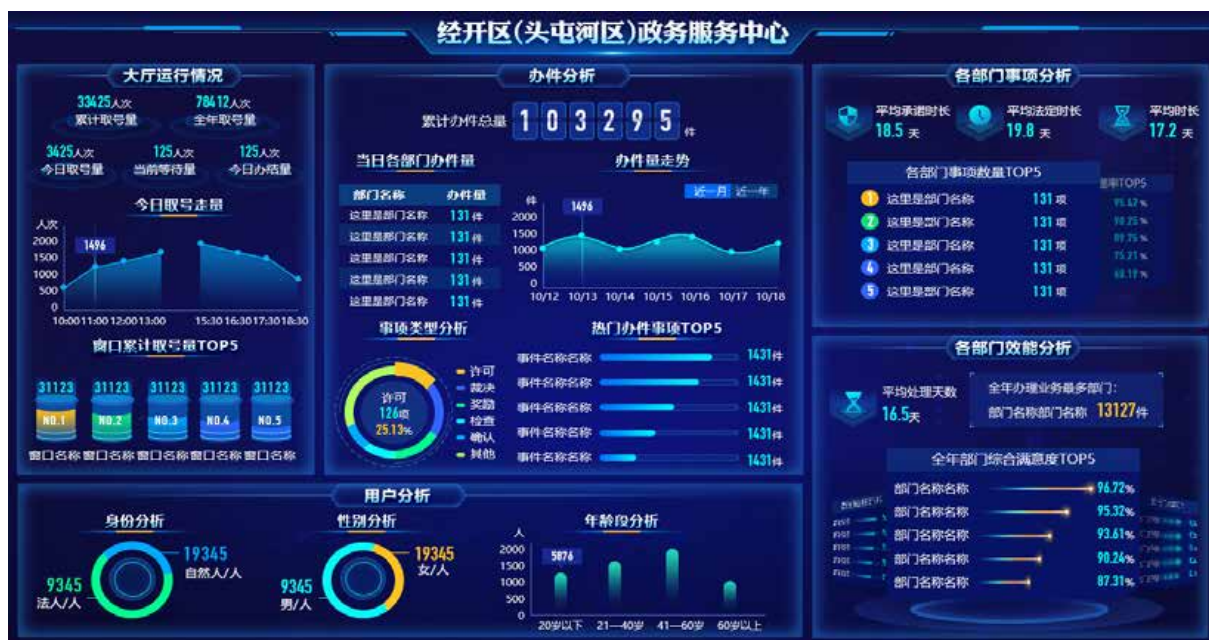 经开区(头屯河区)政务服务中心
大厅运行情况
33425人次
78412人次
累计取号量
全年取号量
3425人次
125人次
125人次
今日取号量
当前等待量
今日办结量
今日取号走量
人次
2000
1500
1000
500
0
1496
10:00 11:00 12:00 13:00 15:30 16:30 17:30 18:30
窗口累计取号量TOP5
31123 31123 31123 31123 31123
NO.1 NO.2 NO.3 NO.4 NO.5
窗口名称 窗口名称 窗口名称 窗口名称 窗口名称
办件分析
累计办件总量 103295 件
当日各部门办件量
部门名称 办件量
这里是部门名称 131件
这里是部门名称 131件
这里是部门名称 131件
这里是部门名称 131件
这里是部门名称 131件
办件量走势
近一月 近一年
件
2000
1500
1000
500
0
1496
10/12 10/13 10/14 10/15 10/16 10/17 10/18
事项类型分析
许可
126项
25.13%
许可
裁决
奖励
检查
确认
其他
热门办件事项TOP5
事件名称名称 1431件
事件名称名称 1431件
事件名称名称 1431件
事件名称名称 1431件
事件名称名称 1431件
各部门事项分析
平均承诺时长
18.5 天
平均法定时长
19.8 天
平均时长
17.2 天
各部门事项数量TOP5
1 这里是部门名称 131项
2 这里是部门名称 131项
3 这里是部门名称 131项
4 这里是部门名称 131项
5 这里是部门名称 131项
率TOP5
75.21%
各部门效能分析
平均处理天数
16.5天
全年办理业务最多部门:
部门名称部门名称 13127件
全年部门综合满意度TOP5
部门名称名称 96.72%
部门名称名称 95.32%
部门名称名称 93.61%
部门名称名称 90.24%
部门名称名称 87.31%
用户分析
身份分析
19345
自然人/人
9345
法人/人
性别分析
19345
女/人
9345
男/人
年龄段分析
人
2000
1500
1000
500
0
5876
20岁以下 21—40岁 41—60岁 60岁以上